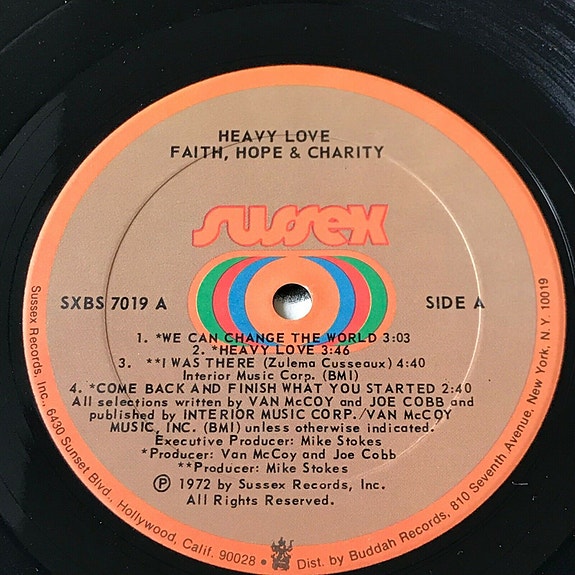 HEAVY LOVE
FAITH, HOPE & CHARITY
sussex
SXBS 7019 A
SIDE A
1. *WE CAN CHANGE THE WORLD 3:03
2. *HEAVY LOVE 3:46
3. **I WAS THERE (Zulema Cusseaux) 4:40
Interior Music Corp. (BMI)
4. *COME BACK AND FINISH WHAT YOU STARTED 2:40
All selections written by VAN McCOY and JOE COBB and
published by INTERIOR MUSIC CORP./VAN McCOY
MUSIC, INC. (BMI) unless otherwise indicated.
Executive Producer: Mike Stokes
*Producer: Van McCoy and Joe Cobb
**Producer: Mike Stokes
℗ 1972 by Sussex Records, Inc.
All Rights Reserved.
Sussex Records, Inc., 6430 Sunset Blvd., Hollywood, Calif. 90028 • Dist. by Buddah Records, 810 Seventh Avenue, New York, N.Y. 10019